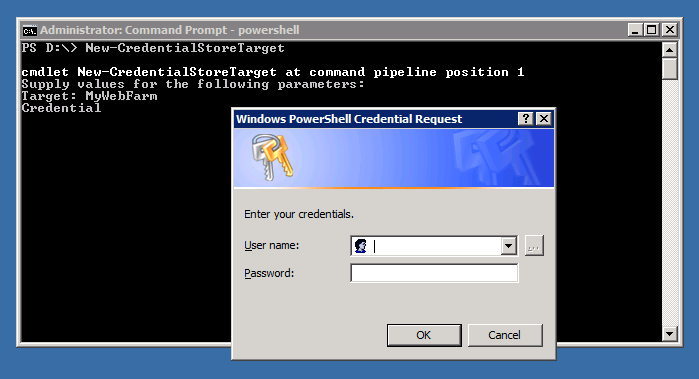 Administrator: Command Prompt - powershell
PS D:\> New-CredentialStoreTarget
cmdlet New-CredentialStoreTarget at command pipeline position 1
Supply values for the following parameters:
Target: MyWebFarm
Credential
Windows PowerShell Credential Request
Enter your credentials.
User name:
...
Password:
OK
Cancel